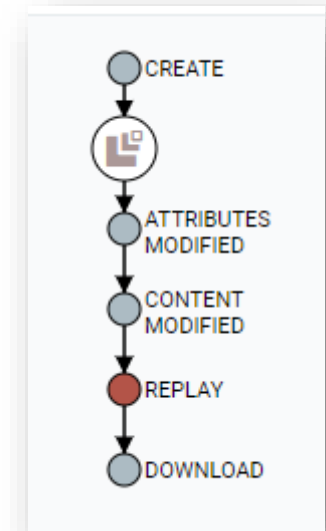 CREATE
ATTRIBUTES
MODIFIED
CONTENT
MODIFIED
REPLAY
DOWNLOAD